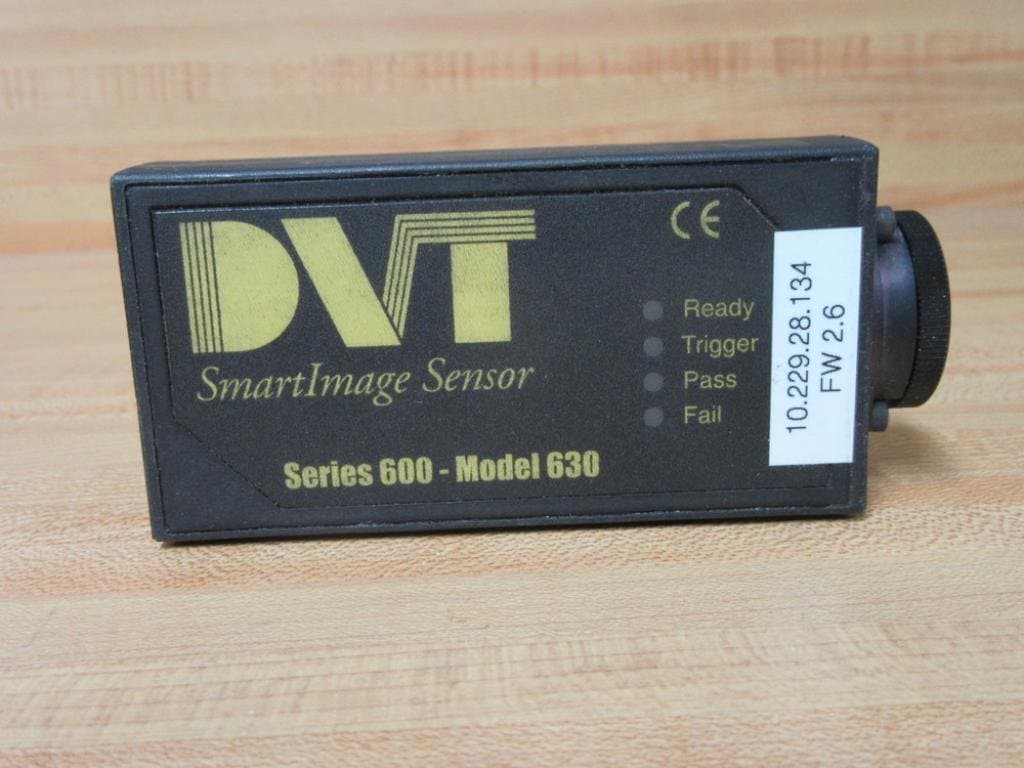 DVT
SmartImage Sensor
Series 600 - Model 630
CE
Ready
Trigger
Pass
Fail
10.229.28.134
FW 2.6